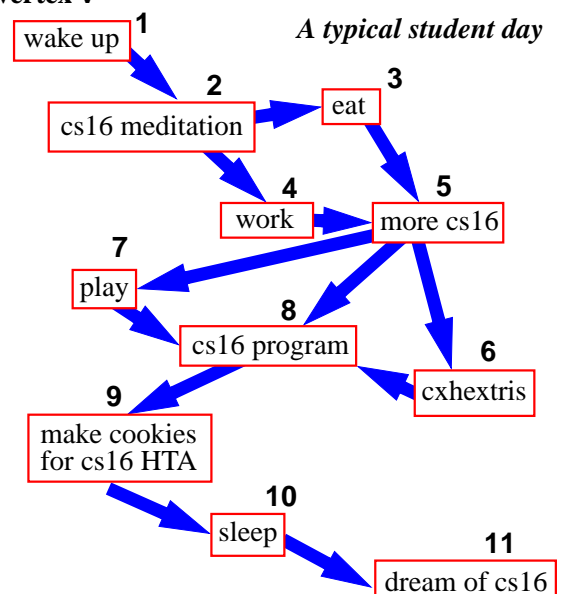 vertex v
A typical student day
1
wake up
2
cs16 meditation
3
eat
4
work
5
more cs16
7
play
8
cs16 program
6
cxhextris
9
make cookies
for cs16 HTA
10
sleep
11
dream of cs16